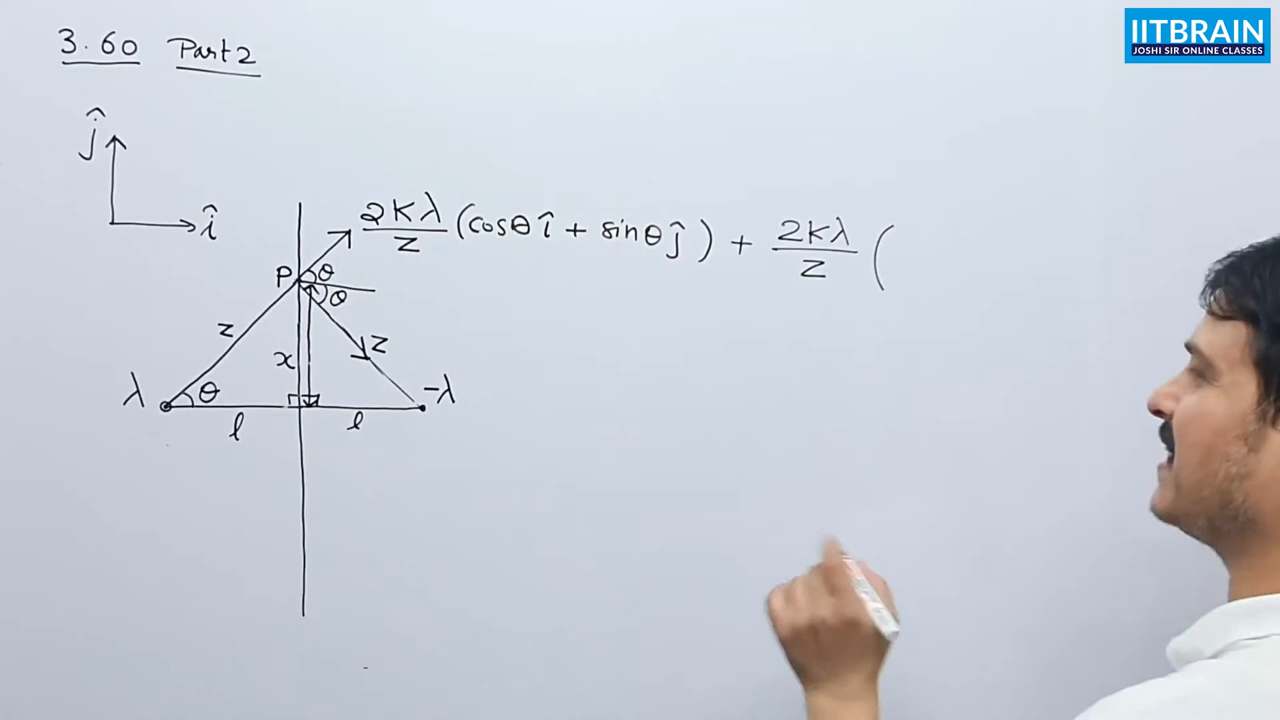 IITBRAIN
JOSHI SIR ONLINE CLASSES
3.60 Part 2
ĵ
î
2Kλ/z (cosθ î + sinθ ĵ) + 2Kλ/z (
P θ
θ
z z
x
λ θ -λ
l l